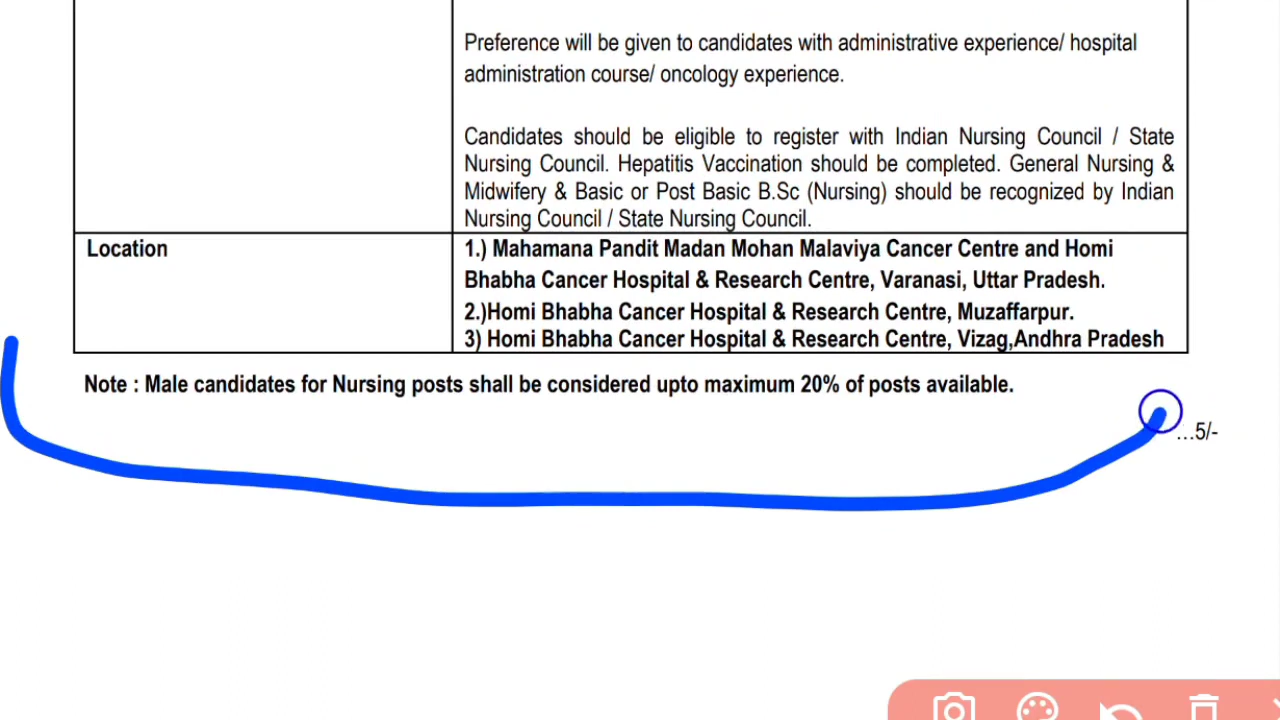 Preference will be given to candidates with administrative experience/ hospital
administration course/ oncology experience.
Candidates should be eligible to register with Indian Nursing Council / State
Nursing Council. Hepatitis Vaccination should be completed. General Nursing &
Midwifery & Basic or Post Basic B.Sc (Nursing) should be recognized by Indian
Nursing Council / State Nursing Council.
Location
1.) Mahamana Pandit Madan Mohan Malaviya Cancer Centre and Homi
Bhabha Cancer Hospital & Research Centre, Varanasi, Uttar Pradesh.
2.)Homi Bhabha Cancer Hospital & Research Centre, Muzaffarpur.
3) Homi Bhabha Cancer Hospital & Research Centre, Vizag,Andhra Pradesh
Note : Male candidates for Nursing posts shall be considered upto maximum 20% of posts available.
…5/-